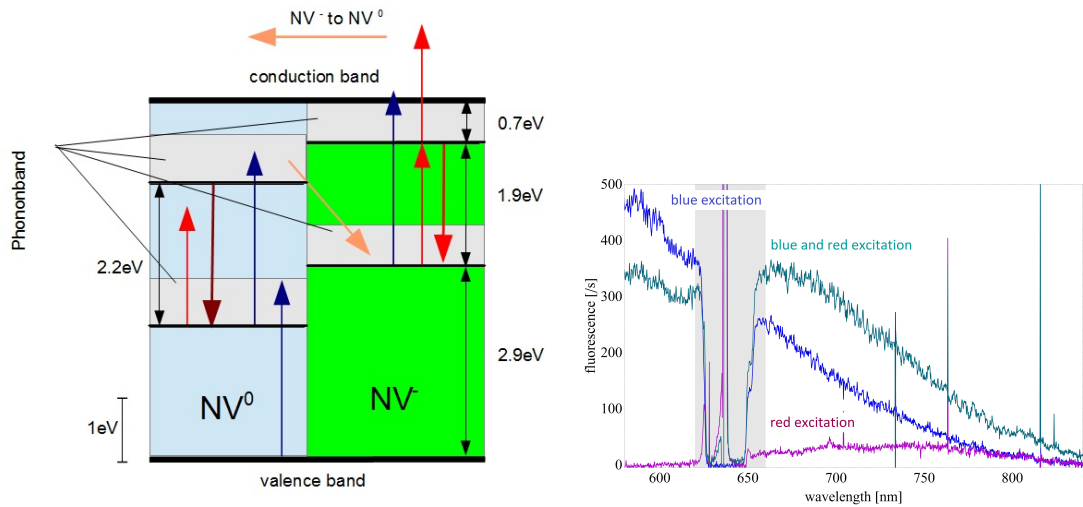 NV - to NV 0
conduction band
Phononband
0.7eV
1.9eV
2.2eV
2.9eV
NV0
NV-
1eV
valence band
fluorescence [/s]
500
400
300
200
100
0
blue excitation
blue and red excitation
red excitation
600
650
700
750
800
wavelength [nm]